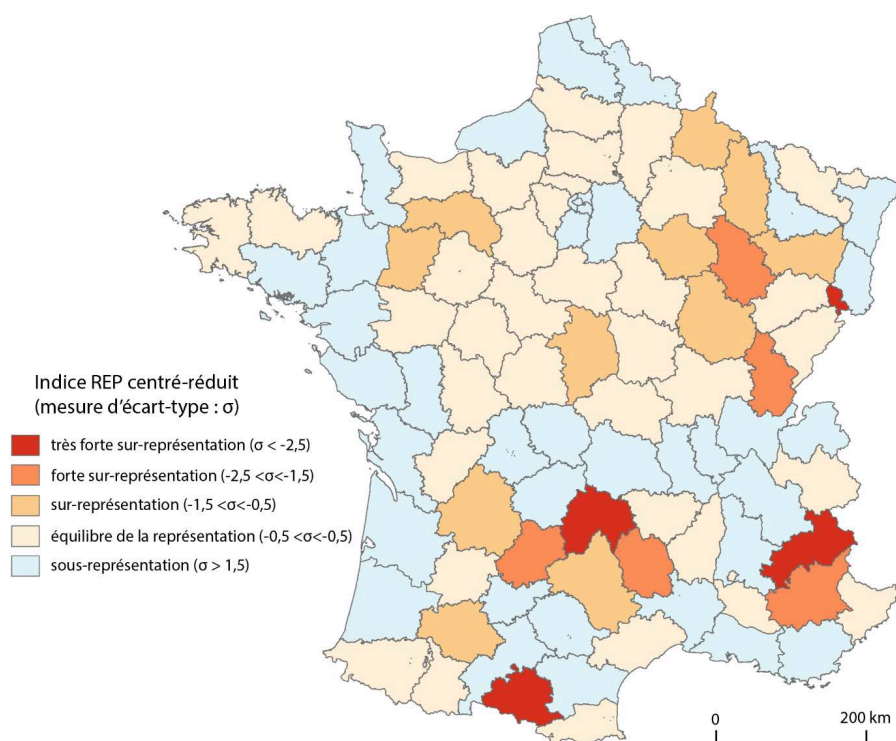 Indice REP centré-réduit
(mesure d'écart-type : σ)
très forte sur-représentation (σ < -2,5)
forte sur-représentation (-2,5 <σ<-1,5)
sur-représentation (-1,5 <σ<-0,5)
équilibre de la représentation (-0,5 <σ<-0,5)
sous-représentation (σ > 1,5)
0 200 km